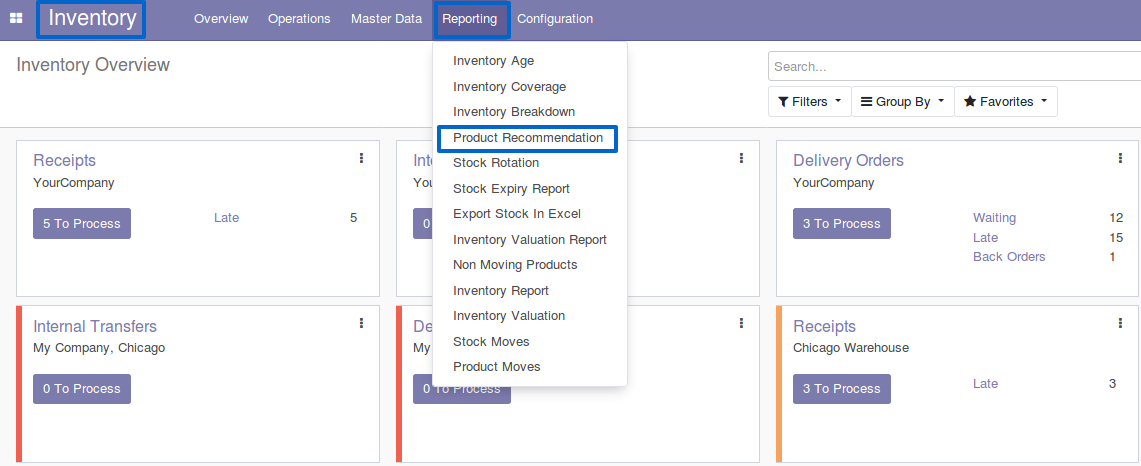 Inventory Overview Operations Master Data Reporting Configuration
Inventory Overview
Search...
Filters Group By Favorites
Inventory Age
Inventory Coverage
Inventory Breakdown
Product Recommendation
Stock Rotation
Stock Expiry Report
Export Stock In Excel
Inventory Valuation Report
Non Moving Products
Inventory Report
Inventory Valuation
Stock Moves
Product Moves
Receipts
YourCompany
5 To Process Late 5
Inte
You
0
Delivery Orders
YourCompany
3 To Process
Waiting 12
Late 15
Back Orders 1
Internal Transfers
My Company, Chicago
0 To Process
De
My
0 To Process
Receipts
Chicago Warehouse
3 To Process Late 3